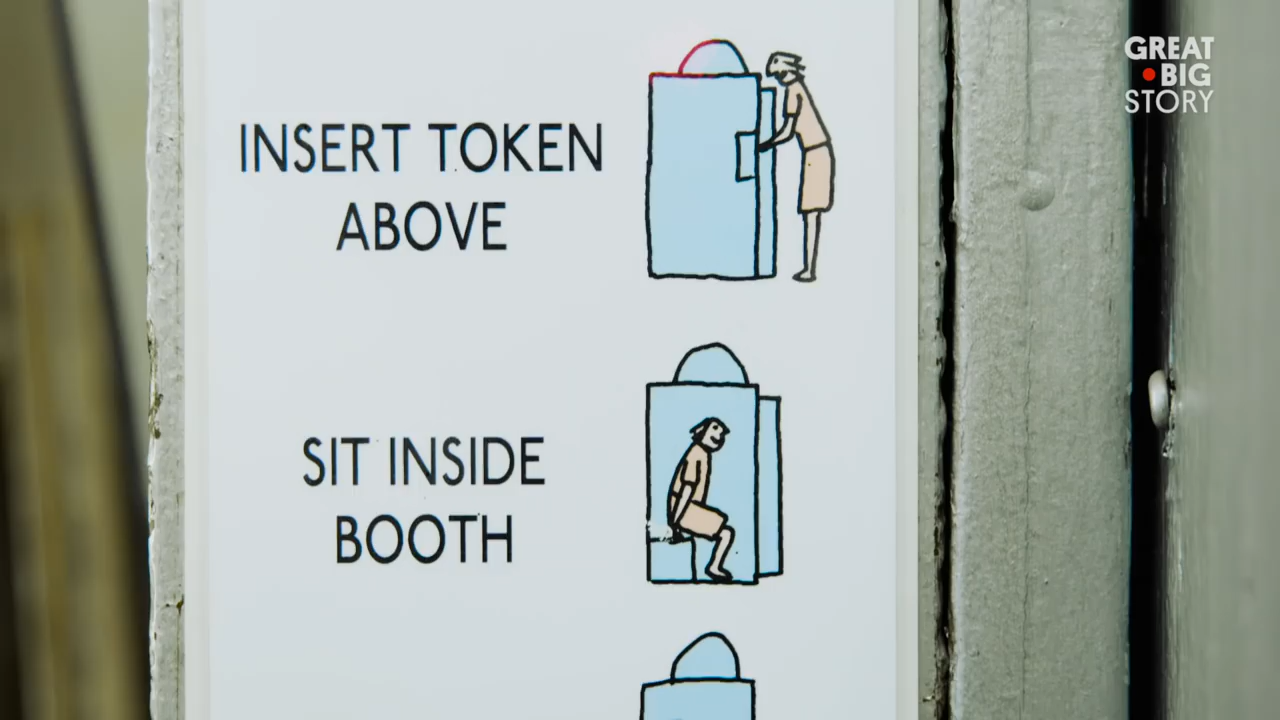 INSERT TOKEN
ABOVE
SIT INSIDE
BOOTH
GREAT
BIG
STORY